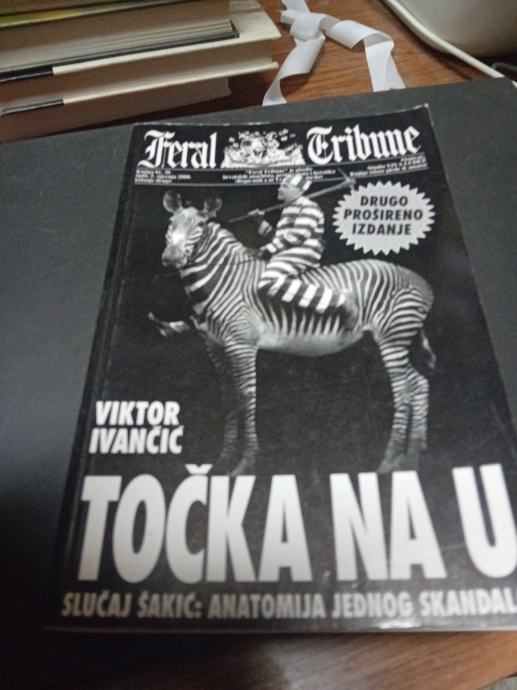 Feral Tribune
DRUGO
PROŠIRENO
IZDANJE
VIKTOR
IVANČIĆ
TOČKA NA U
SLUČAJ ŠAKIĆ: ANATOMIJA JEDNOG SKANDAL